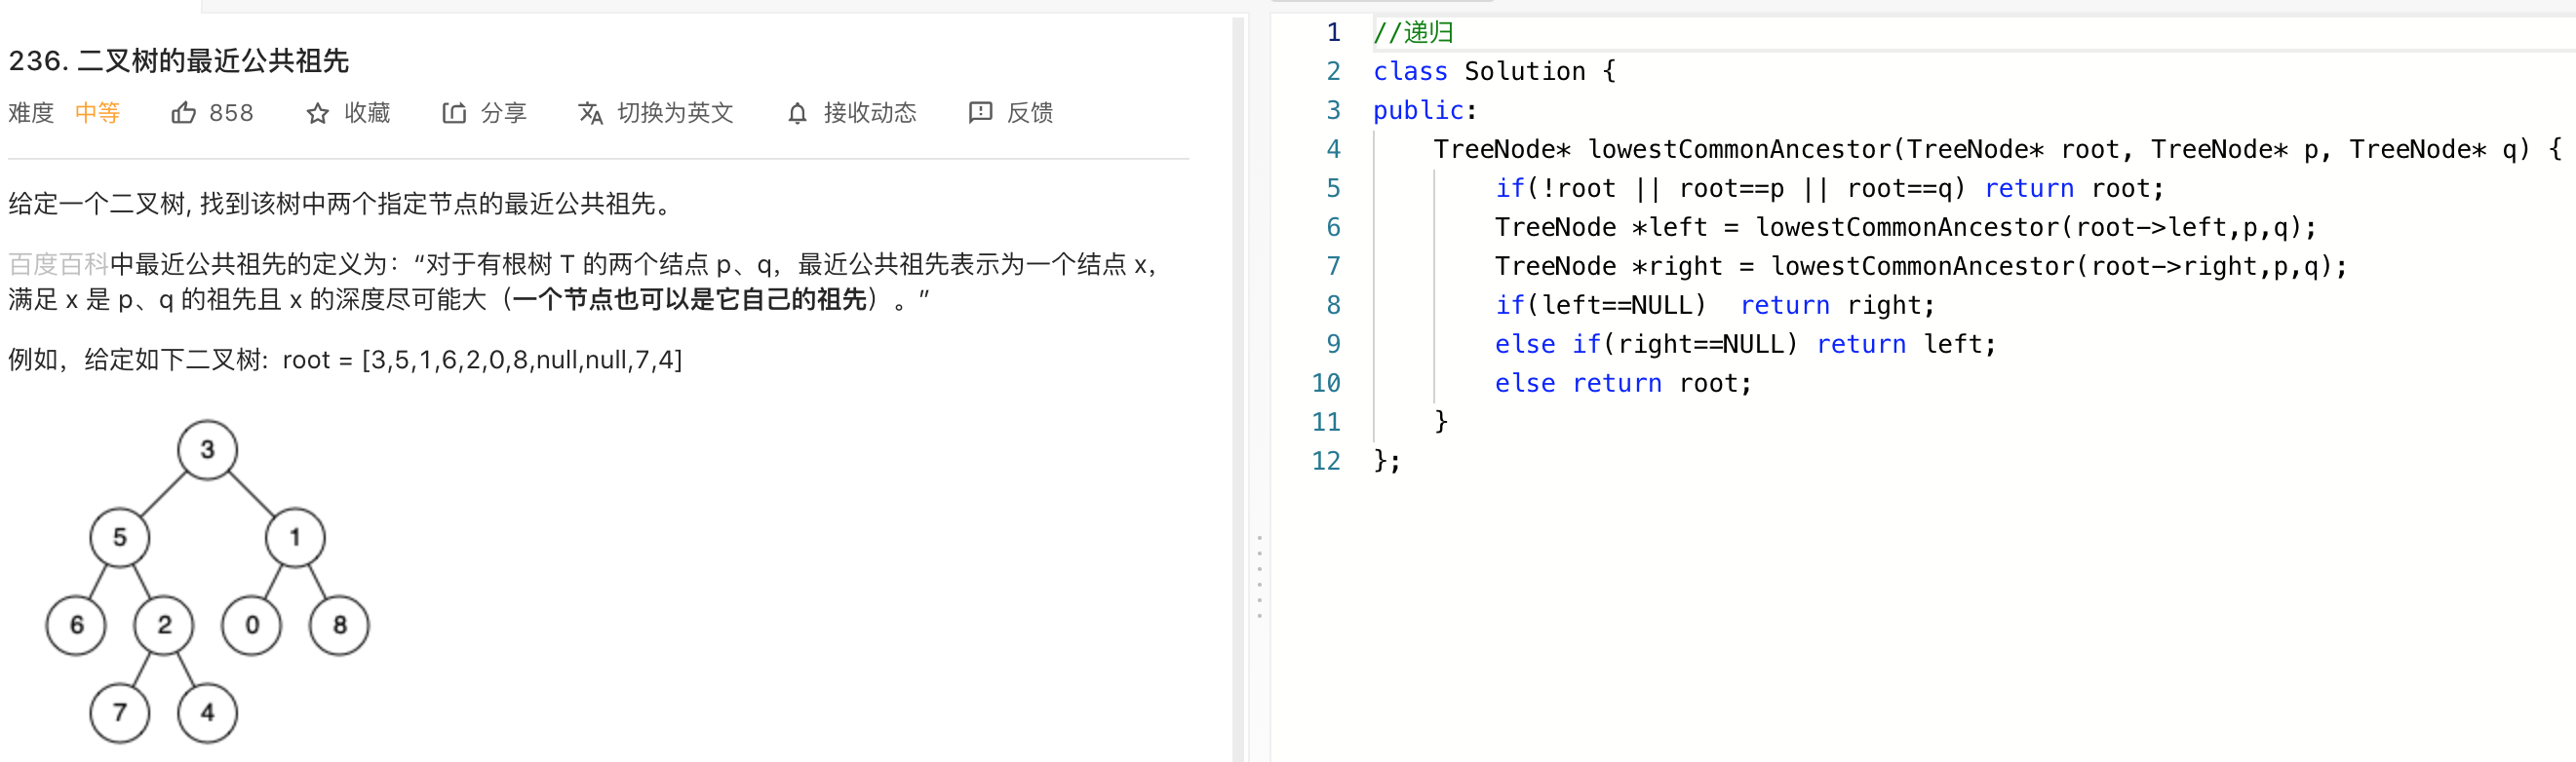 236. 二叉树的最近公共祖先
难度 中等 858 收藏 分享 切换为英文 接收动态 反馈
给定一个二叉树, 找到该树中两个指定节点的最近公共祖先。
百度百科中最近公共祖先的定义为：“对于有根树 T 的两个结点 p、q，最近公共祖先表示为一个结点 x，
满足 x 是 p、q 的祖先且 x 的深度尽可能大（一个节点也可以是它自己的祖先）。”
例如，给定如下二叉树:  root = [3,5,1,6,2,0,8,null,null,7,4]
3
5 1
6 2 0 8
7 4
1 //递归
2 class Solution {
3 public:
4     TreeNode* lowestCommonAncestor(TreeNode* root, TreeNode* p, TreeNode* q) {
5         if(!root || root==p || root==q) return root;
6         TreeNode *left = lowestCommonAncestor(root->left,p,q);
7         TreeNode *right = lowestCommonAncestor(root->right,p,q);
8         if(left==NULL)  return right;
9         else if(right==NULL) return left;
10         else return root;
11     }
12 };